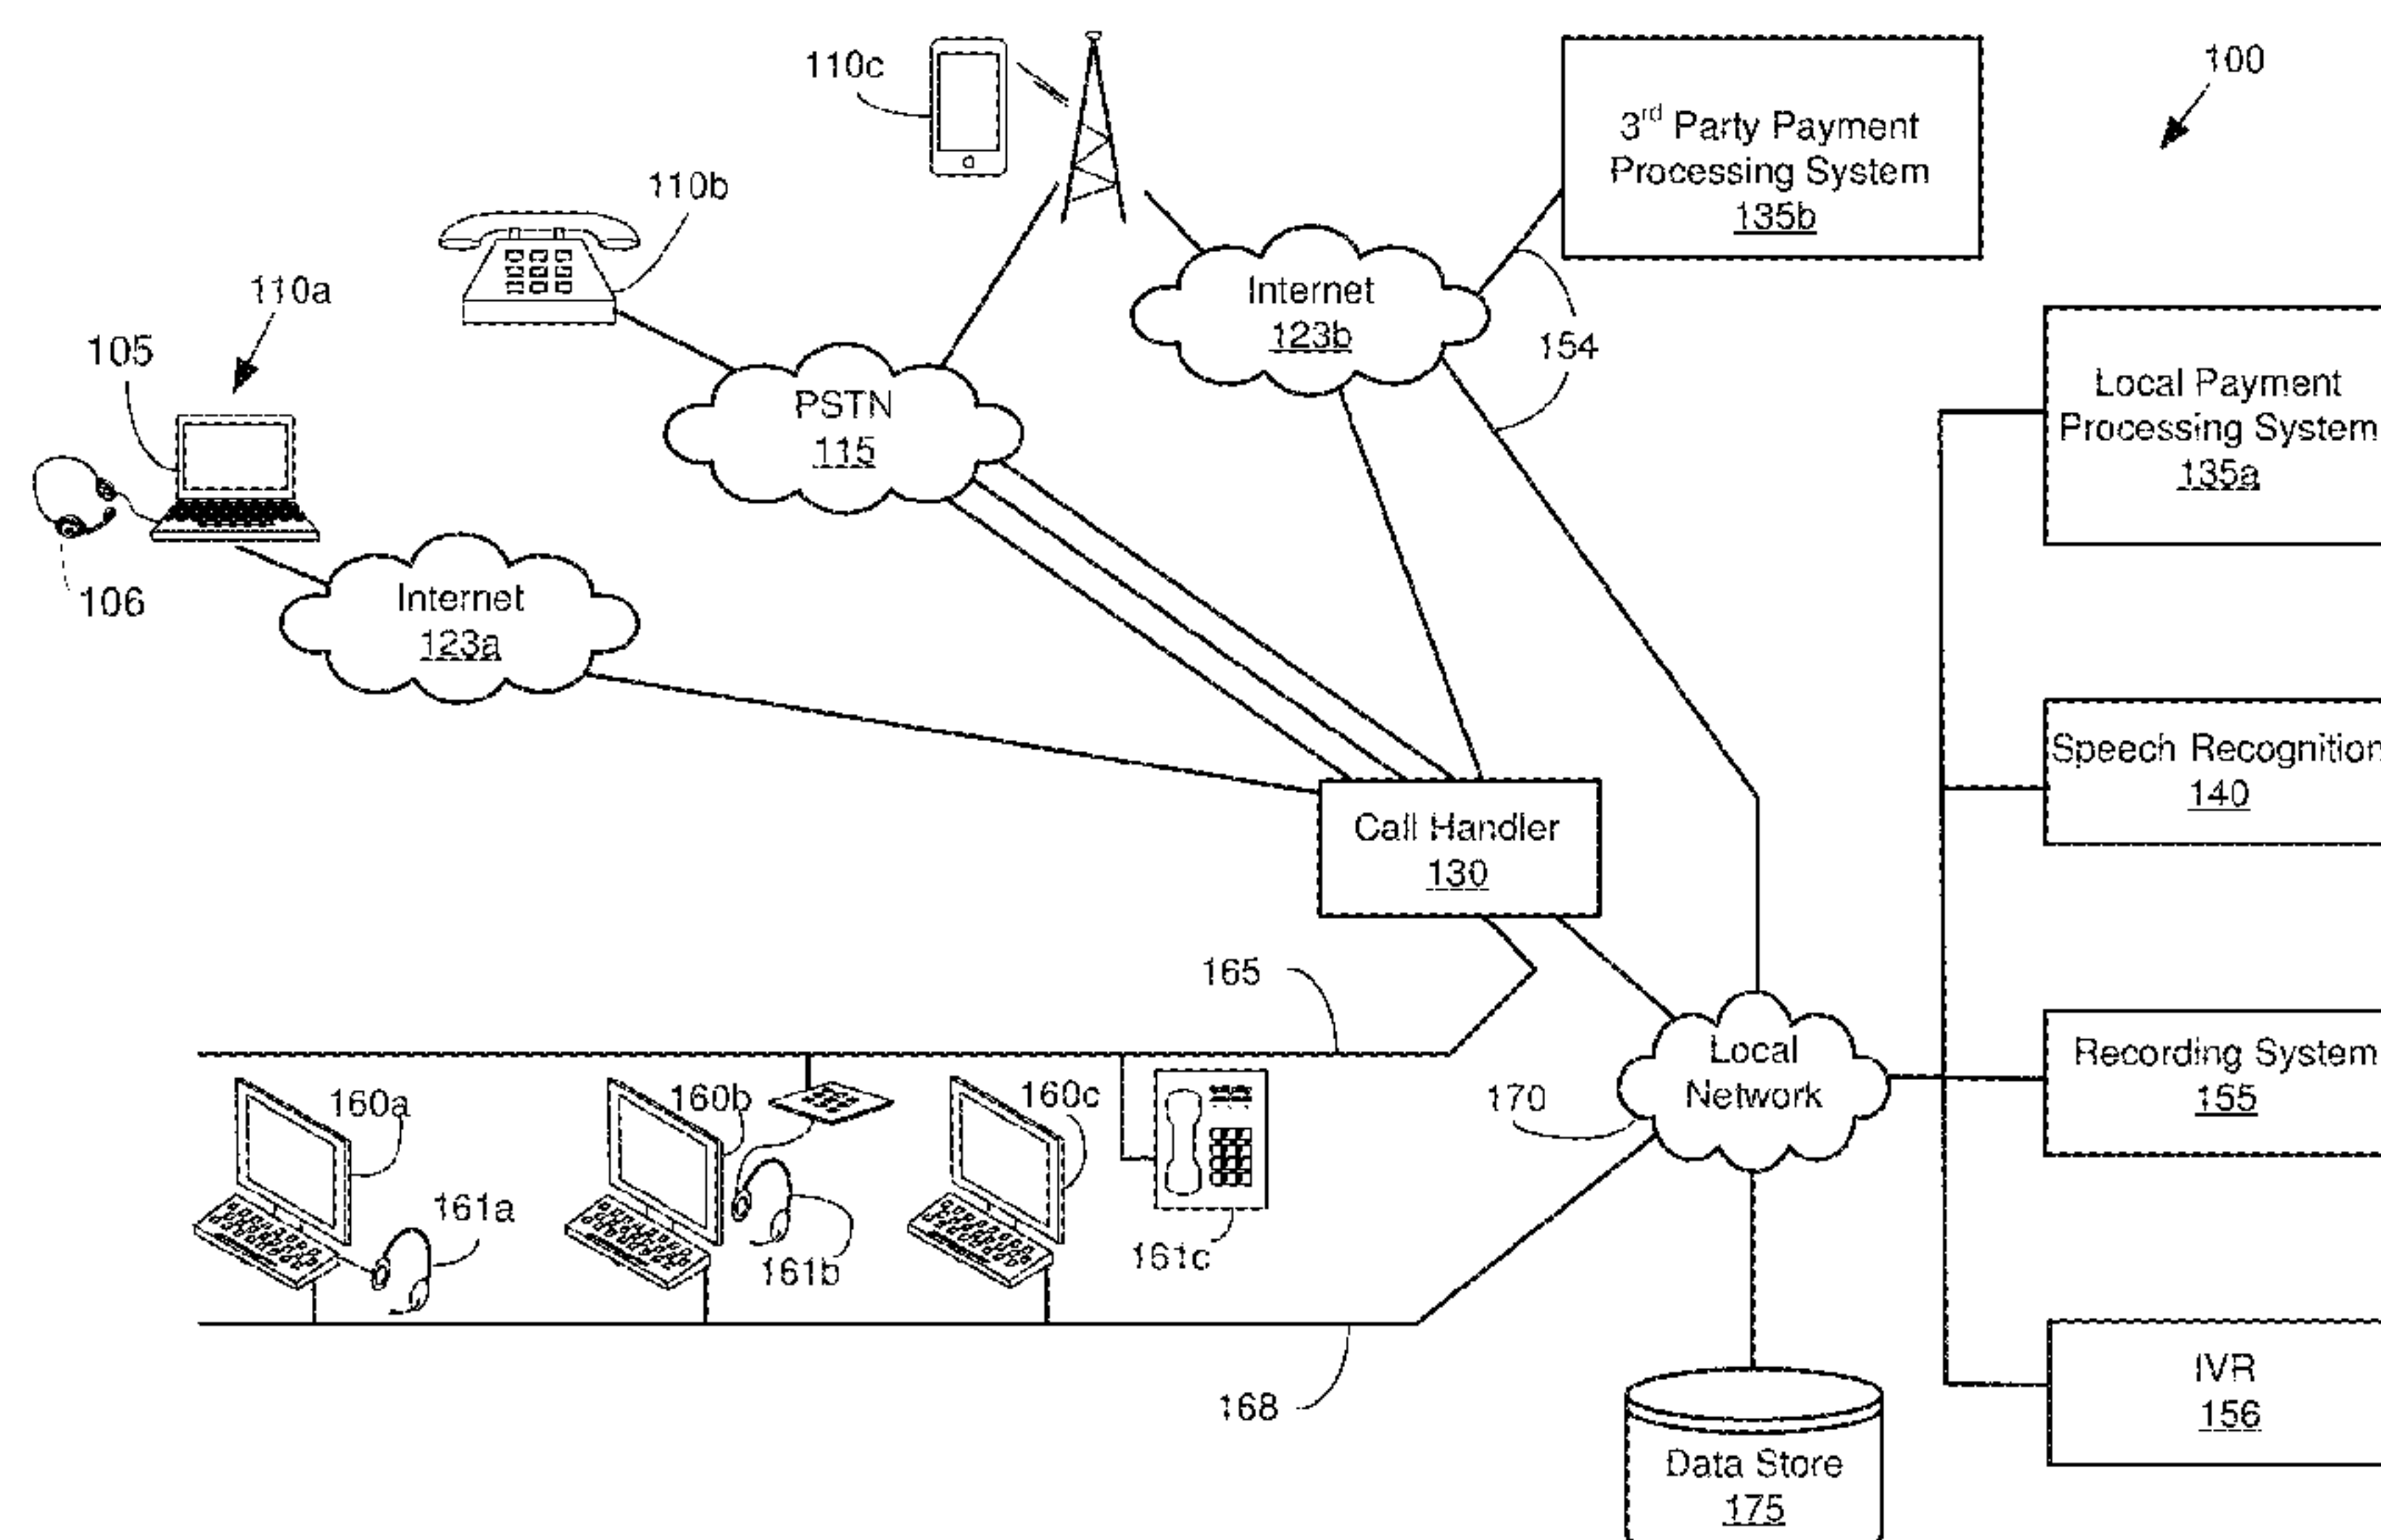 110c
100
3rd Party Payment
Processing System
135b
110b
110a
Internet
123b
154
105
PSTN
115
Local Payment
Processing System
135a
106
Internet
123a
Speech Recognition
140
Call Handler
130
165
Local
Network
170
Recording System
155
160a
160b
160c
161a
161b
161c
168
IVR
156
Data Store
175